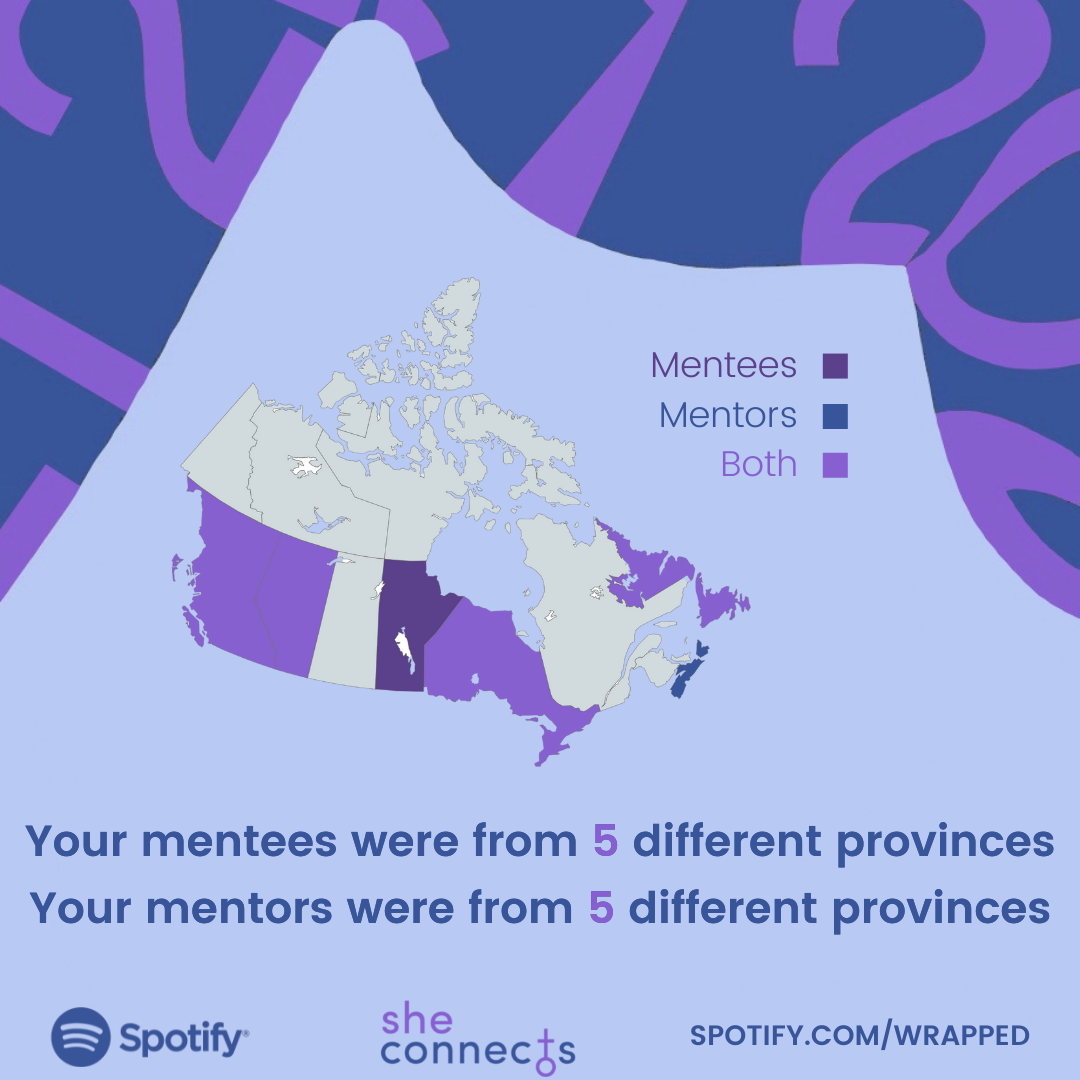 Mentees
Mentors
Both
Your mentees were from 5 different provinces
Your mentors were from 5 different provinces
Spotify®
she
connects
SPOTIFY.COM/WRAPPED